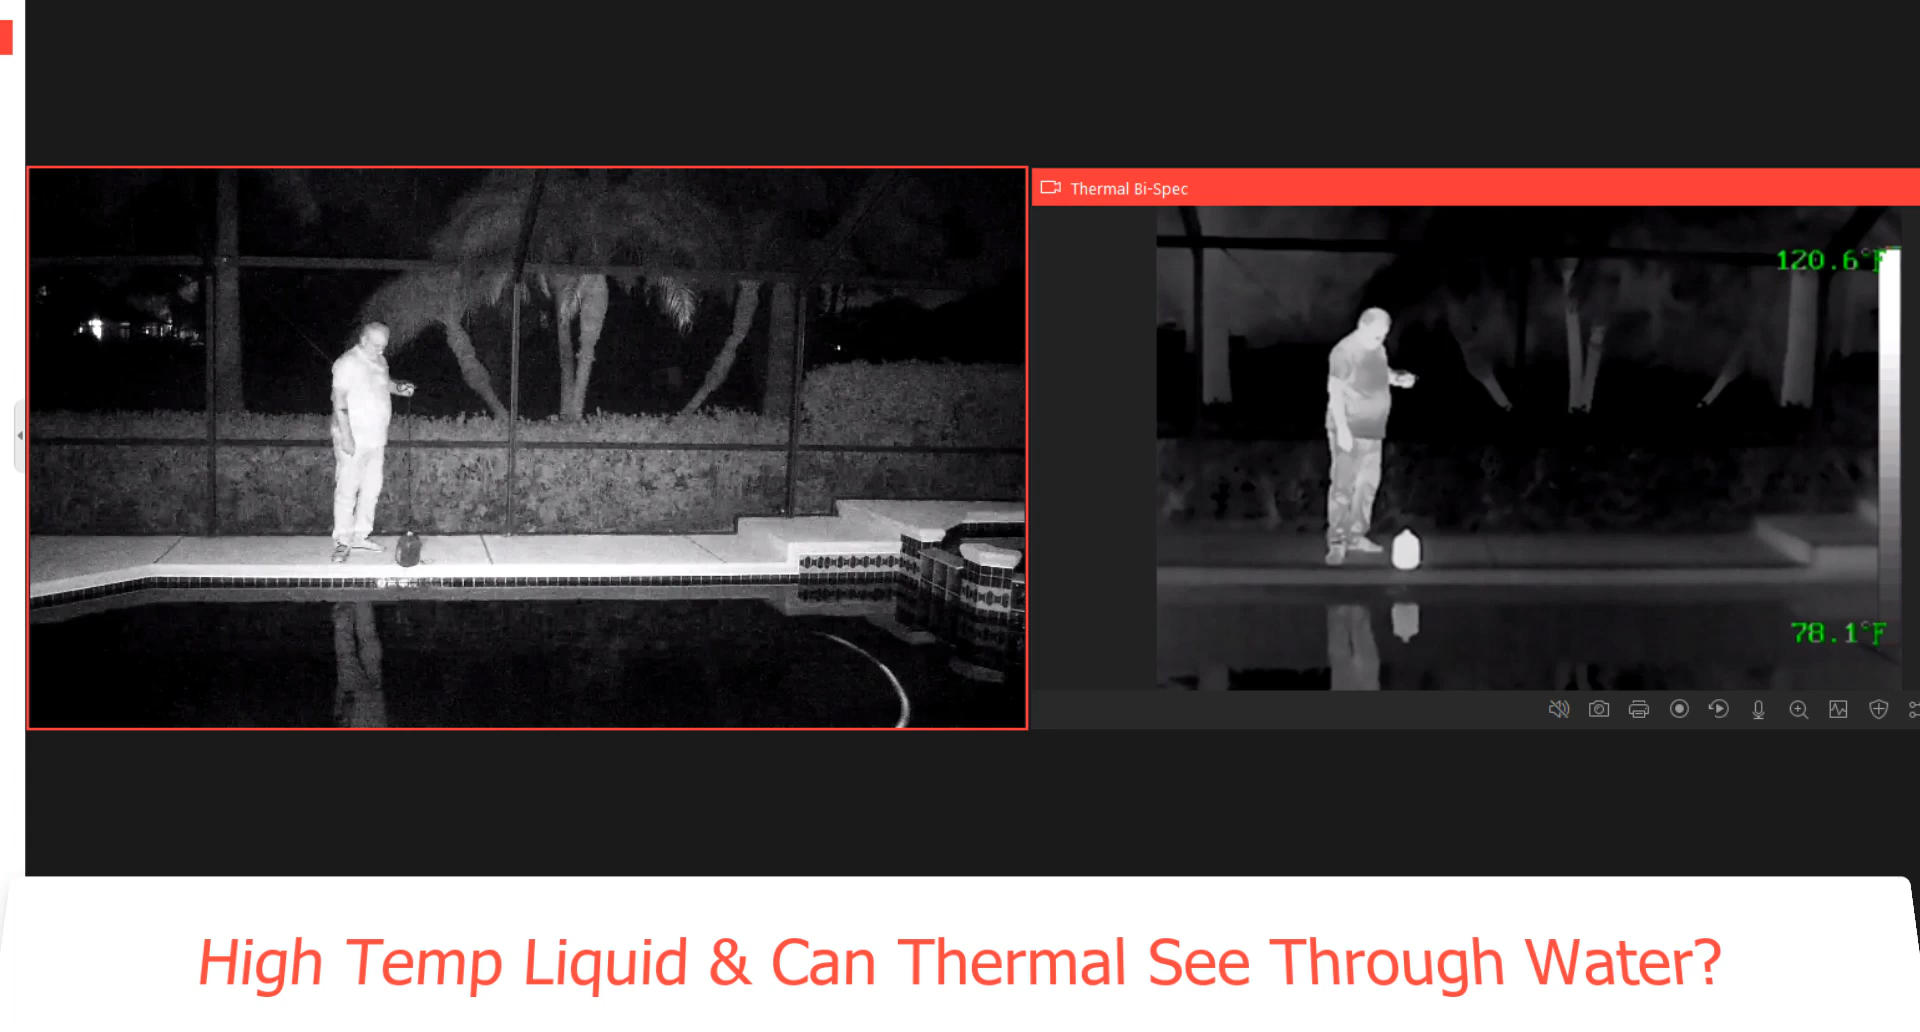 Thermal Bi-Spec
120.6°F
78.1°F
High Temp Liquid & Can Thermal See Through Water?